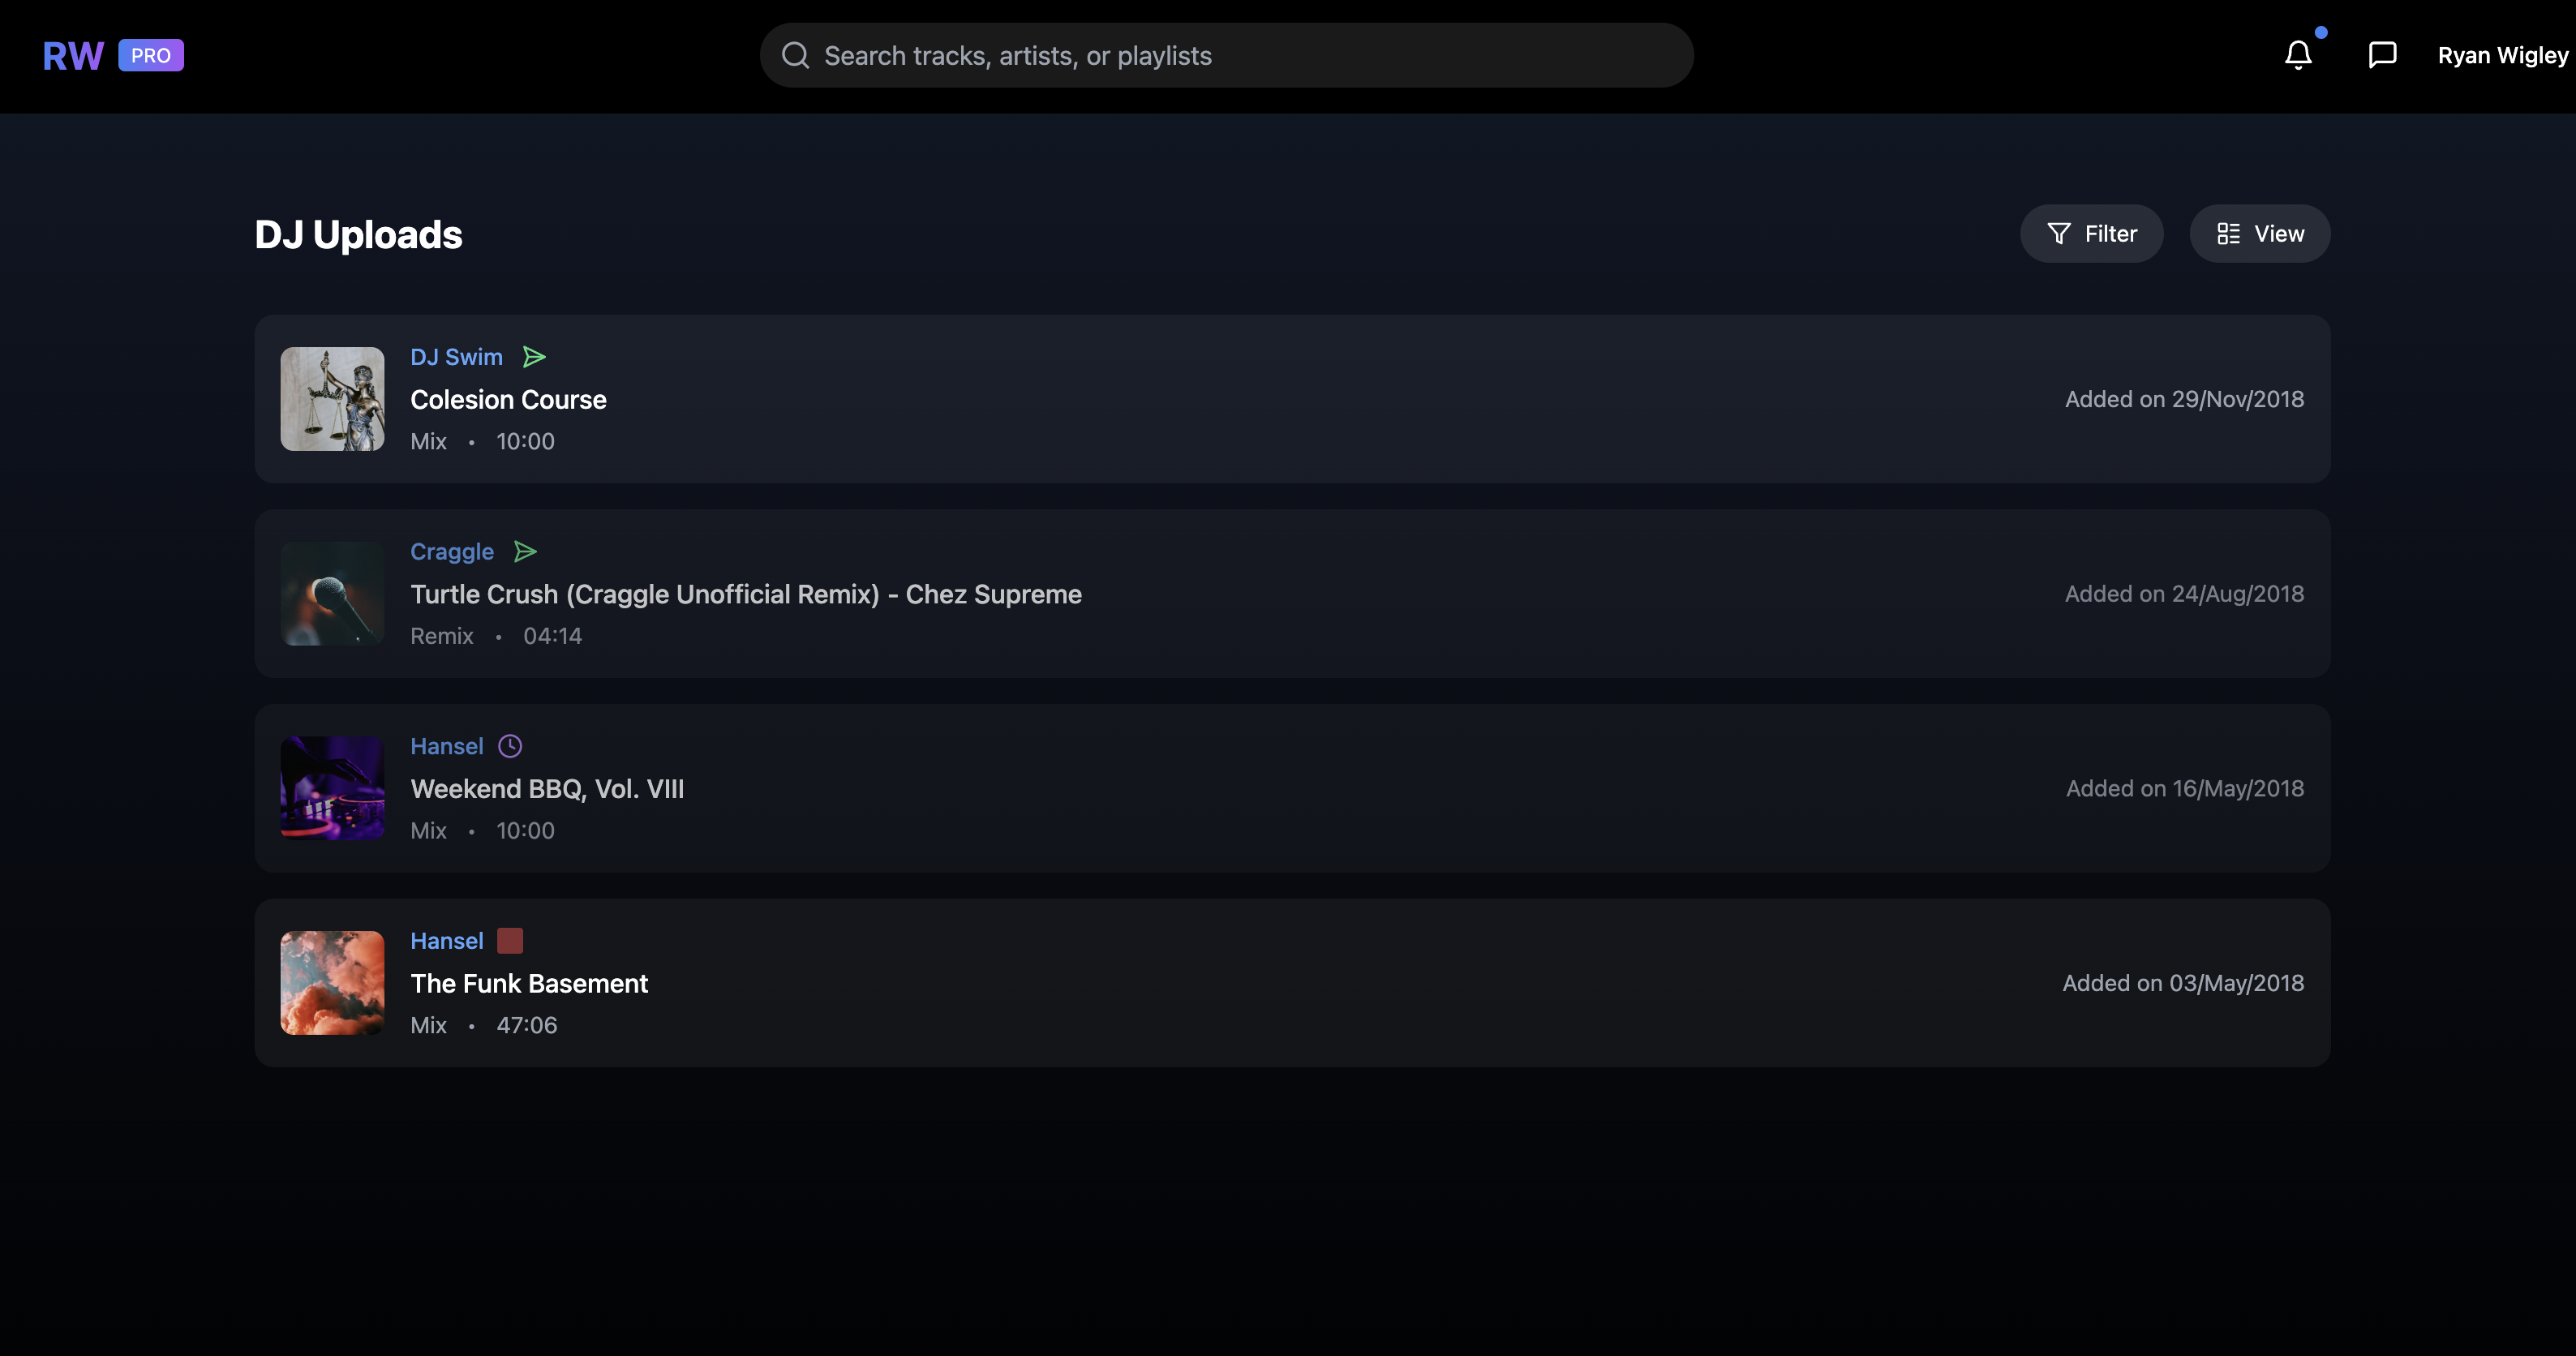 RW PRO
Search tracks, artists, or playlists
Ryan Wigley
DJ Uploads
Filter
View
DJ Swim
Colesion Course
Mix • 10:00
Added on 29/Nov/2018
Craggle
Turtle Crush (Craggle Unofficial Remix) - Chez Supreme
Remix • 04:14
Added on 24/Aug/2018
Hansel
Weekend BBQ, Vol. VIII
Mix • 10:00
Added on 16/May/2018
Hansel
The Funk Basement
Mix • 47:06
Added on 03/May/2018